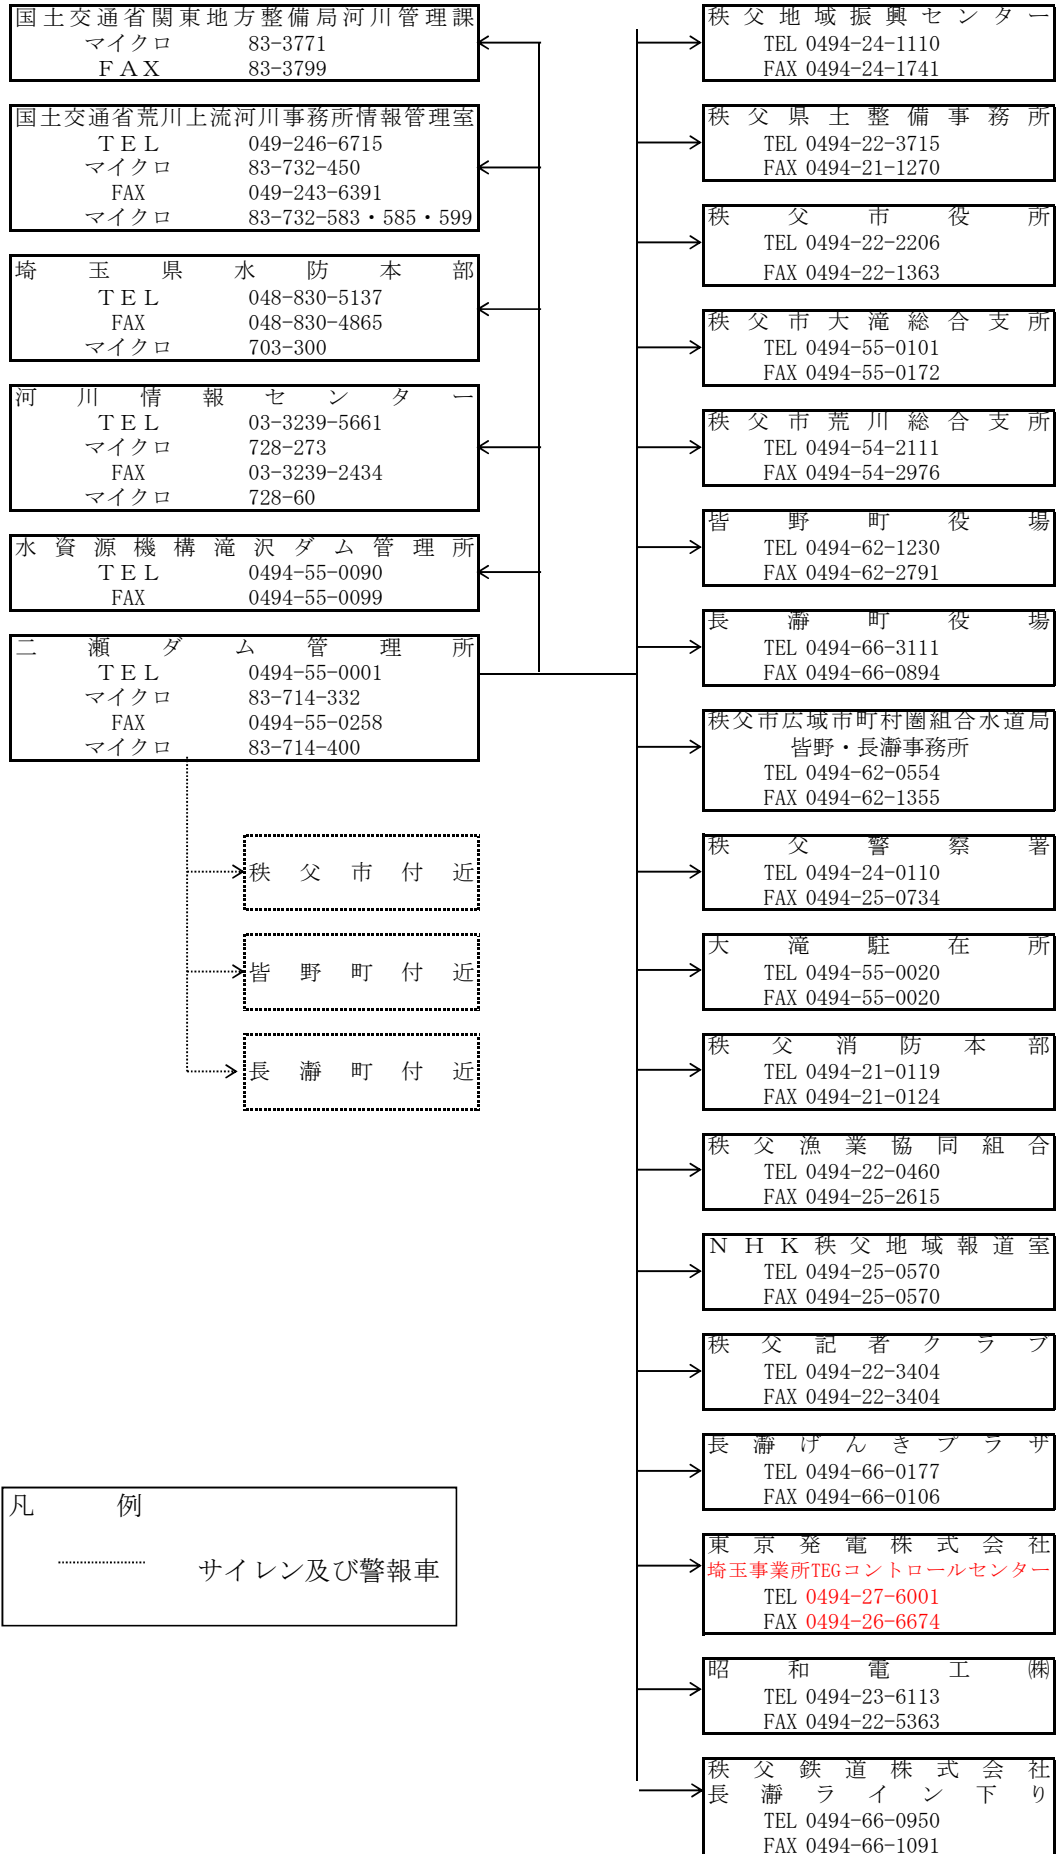 国土交通省関東地方整備局河川管理課
マイクロ 83-3771
ＦＡＸ 83-3799
国土交通省荒川上流河川事務所情報管理室
ＴＥＬ 049-246-6715
マイクロ 83-732-450
FAX 049-243-6391
マイクロ 83-732-583・585・599
埼玉県水防本部
ＴＥＬ 048-830-5137
FAX 048-830-4865
マイクロ 703-300
河川情報センター
ＴＥＬ 03-3239-5661
マイクロ 728-273
FAX 03-3239-2434
マイクロ 728-60
水資源機構滝沢ダム管理所
ＴＥＬ 0494-55-0090
FAX 0494-55-0099
二瀬ダム管理所
ＴＥＬ 0494-55-0001
マイクロ 83-714-332
FAX 0494-55-0258
マイクロ 83-714-400
秩父市付近
皆野町付近
長瀞町付近
凡例
サイレン及び警報車
秩父地域振興センター
TEL 0494-24-1110
FAX 0494-24-1741
秩父県土整備事務所
TEL 0494-22-3715
FAX 0494-21-1270
秩父市役所
TEL 0494-22-2206
FAX 0494-22-1363
秩父市大滝総合支所
TEL 0494-55-0101
FAX 0494-55-0172
秩父市荒川総合支所
TEL 0494-54-2111
FAX 0494-54-2976
皆野町役場
TEL 0494-62-1230
FAX 0494-62-2791
長瀞町役場
TEL 0494-66-3111
FAX 0494-66-0894
秩父市広域市町村圏組合水道局
皆野・長瀞事務所
TEL 0494-62-0554
FAX 0494-62-1355
秩父警察署
TEL 0494-24-0110
FAX 0494-25-0734
大滝駐在所
TEL 0494-55-0020
FAX 0494-55-0020
秩父消防本部
TEL 0494-21-0119
FAX 0494-21-0124
秩父漁業協同組合
TEL 0494-22-0460
FAX 0494-25-2615
ＮＨＫ秩父地域報道室
TEL 0494-25-0570
FAX 0494-25-0570
秩父記者クラブ
TEL 0494-22-3404
FAX 0494-22-3404
長瀞げんきプラザ
TEL 0494-66-0177
FAX 0494-66-0106
東京発電株式会社
埼玉事業所TEGコントロールセンター
TEL 0494-27-6001
FAX 0494-26-6674
昭和電工㈱
TEL 0494-23-6113
FAX 0494-22-5363
秩父鉄道株式会社
長瀞ライン下り
TEL 0494-66-0950
FAX 0494-66-1091